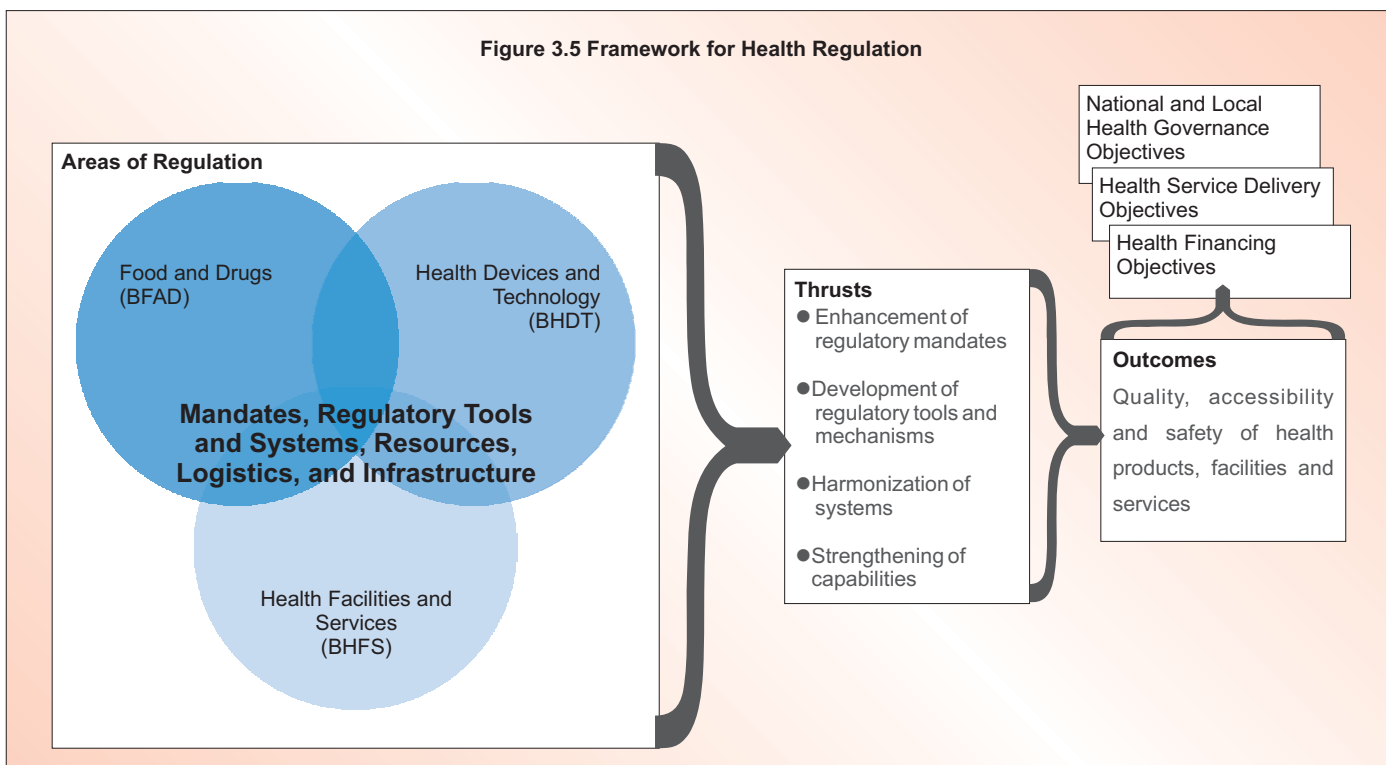 Figure 3.5 Framework for Health Regulation
Areas of Regulation
Food and Drugs
(BFAD)
Health Devices and
Technology
(BHDT)
Mandates, Regulatory Tools
and Systems, Resources,
Logistics, and Infrastructure
Health Facilities and
Services
(BHFS)
Thrusts
● Enhancement of
regulatory mandates
● Development of
regulatory tools and
mechanisms
● Harmonization of
systems
● Strengthening of
capabilities
National and Local
Health Governance
Objectives
Health Service Delivery
Objectives
Health Financing
Objectives
Outcomes
Quality, accessibility
and safety of health
products, facilities and
services